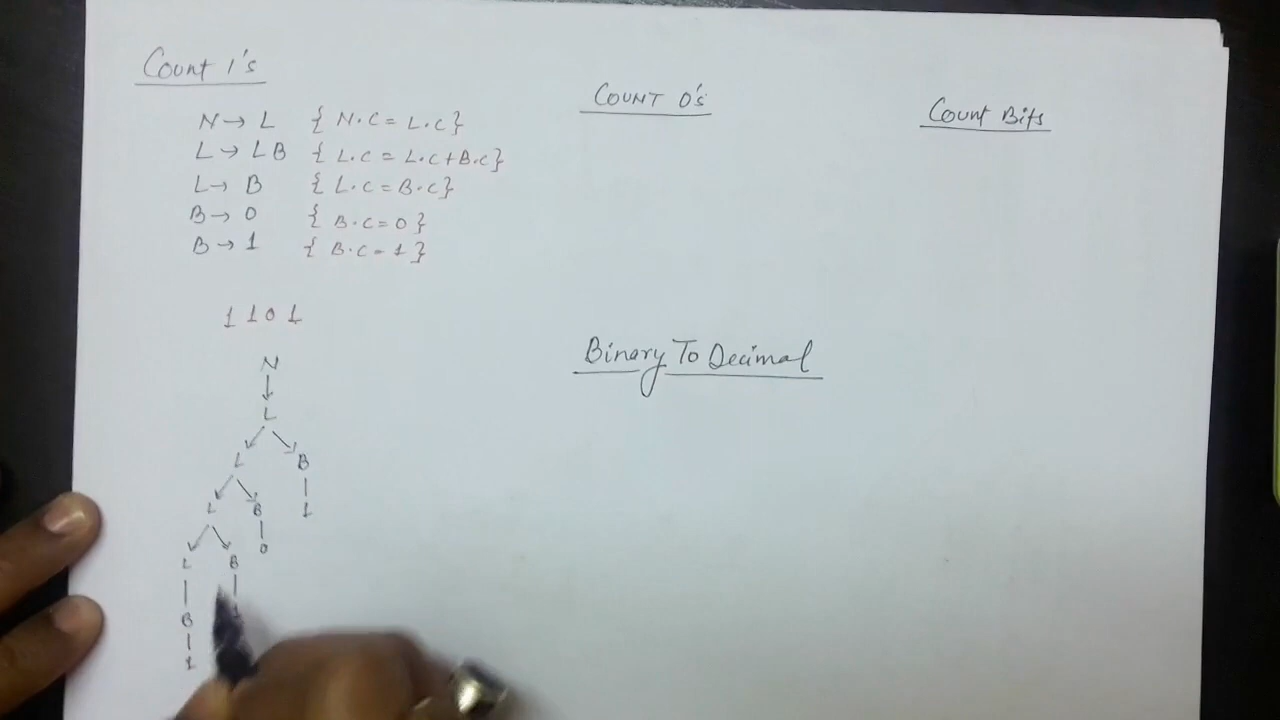 Count 1's
N → L { N.C = L.C }
L → LB { L.C = L.C + B.C }
L → B { L.C = B.C }
B → 0 { B.C = 0 }
B → 1 { B.C = 1 }
1 1 0 1
N
L
L B
L B 1
L B 0
B
1
COUNT 0's
Count Bits
Binary To Decimal